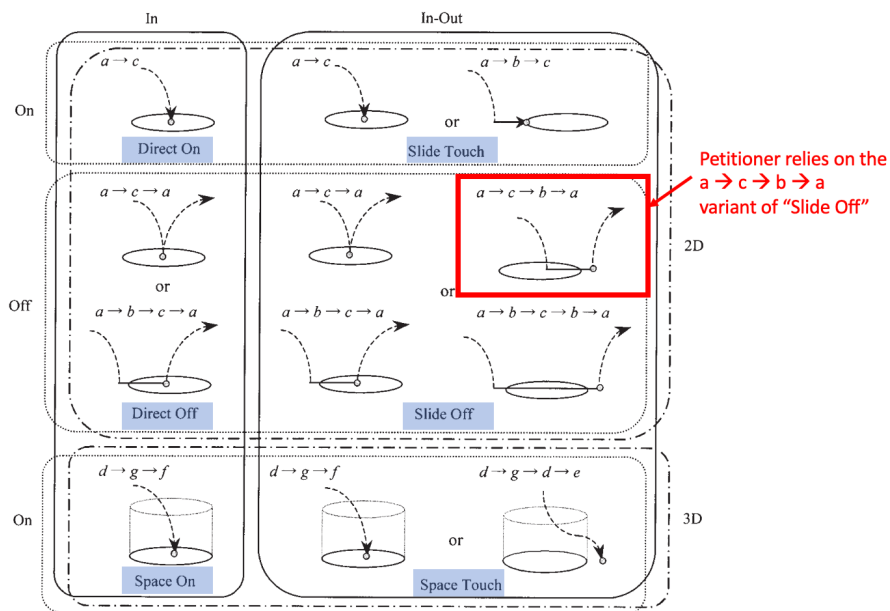 In
In-Out
a → c
a → c
a → b → c
On
or
Direct On
Slide Touch
Petitioner relies on the
a → c → b → a
variant of “Slide Off”
a → c → a
a → c → a
a → c → b → a
2D
or
or
Off
a → b → c → a
a → b → c → a
a → b → c → b → a
Direct Off
Slide Off
d → g → f
d → g → f
d → g → d → e
On
3D
or
Space On
Space Touch